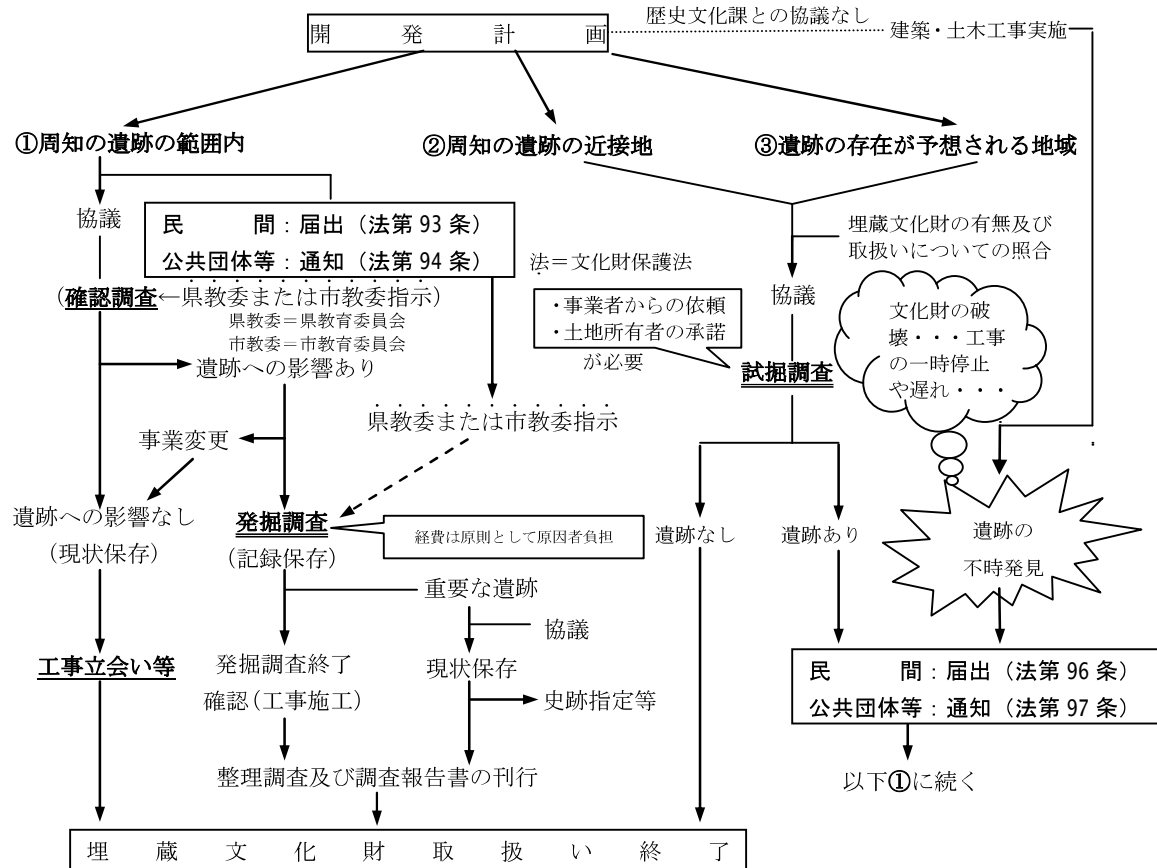 開発計画
歴史文化課との協議なし
建築・土木工事実施
①周知の遺跡の範囲内
②周知の遺跡の近接地
③遺跡の存在が予想される地域
協議
民　　間：届出（法第93条）
公共団体等：通知（法第94条）
法＝文化財保護法
埋蔵文化財の有無及び
取扱いについての照合
協議
（確認調査←県教委または市教委指示）
県教委＝県教育委員会
市教委＝市教育委員会
・事業者からの依頼
・土地所有者の承諾
が必要
文化財の破
壊・・・工事
の一時停止
や遅れ・・・
遺跡への影響あり
試掘調査
県教委または市教委指示
事業変更
遺跡への影響なし
（現状保存）
発掘調査
（記録保存）
経費は原則として原因者負担
遺跡なし
遺跡あり
遺跡の
不時発見
重要な遺跡
協議
工事立会い等
発掘調査終了
確認（工事施工）
現状保存
史跡指定等
民　　間：届出（法第96条）
公共団体等：通知（法第97条）
整理調査及び調査報告書の刊行
以下①に続く
埋蔵文化財取扱い終了